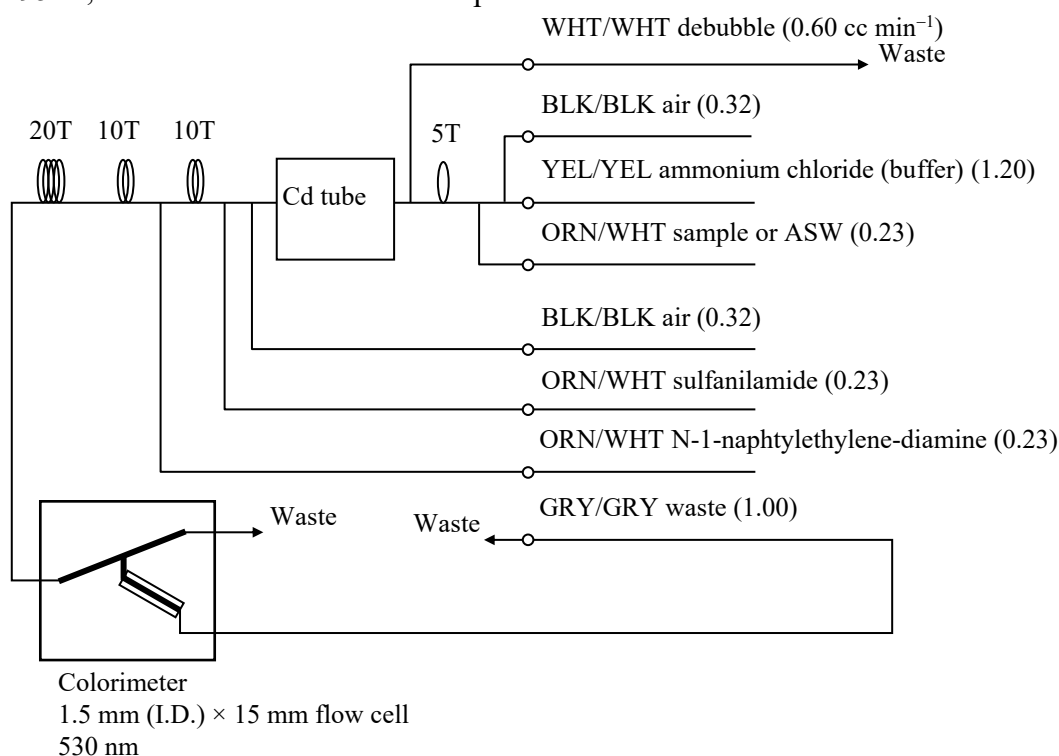 WHT/WHT debubble (0.60 cc min⁻¹)
Waste
BLK/BLK air (0.32)
20T 10T 10T 5T
YEL/YEL ammonium chloride (buffer) (1.20)
Cd tube
ORN/WHT sample or ASW (0.23)
BLK/BLK air (0.32)
ORN/WHT sulfanilamide (0.23)
ORN/WHT N-1-naphtylethylene-diamine (0.23)
GRY/GRY waste (1.00)
Waste
Waste
Colorimeter
1.5 mm (I.D.) × 15 mm flow cell
530 nm